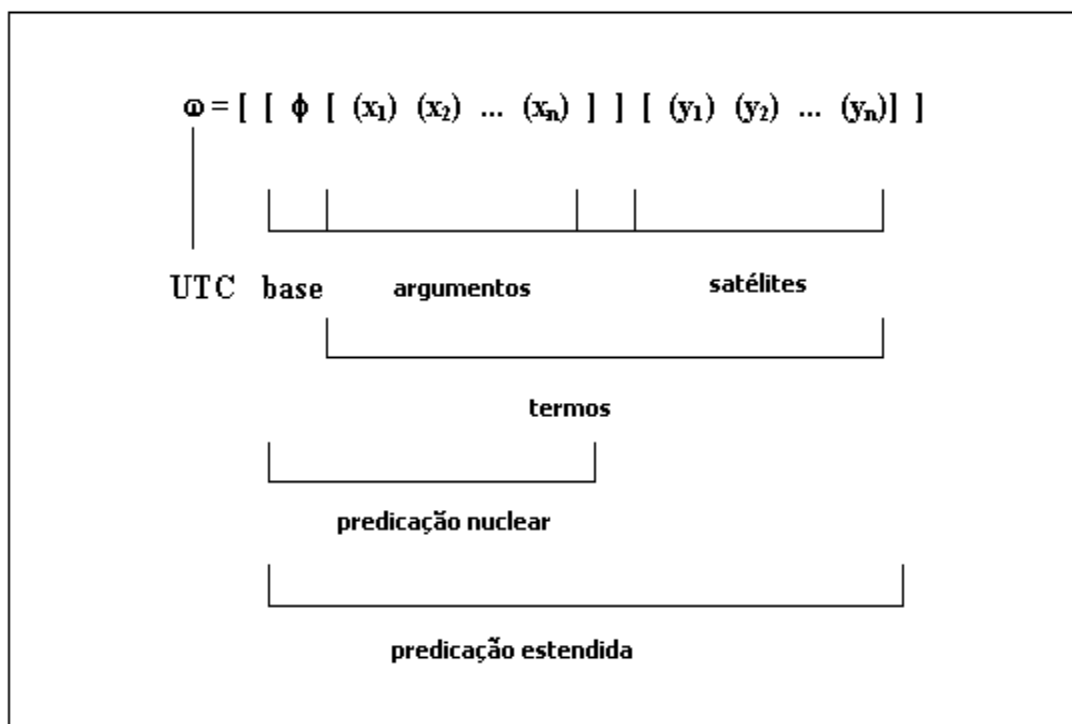 ω = [ [ ϕ [ (x₁) (x₂) ... (xₙ) ] ] [ (y₁) (y₂) ... (yₙ)] ]
UTC base argumentos satélites
termos
predicação nuclear
predicação estendida